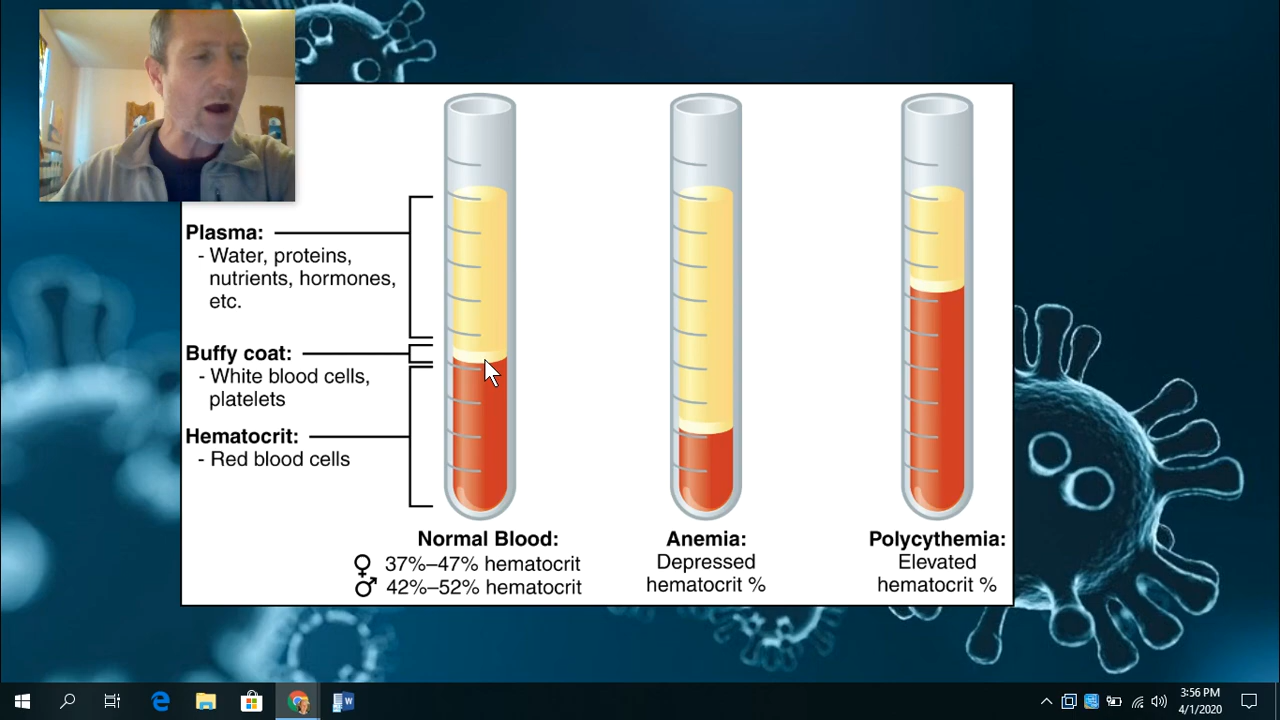 Plasma:
- Water, proteins,
nutrients, hormones,
etc.
Buffy coat:
- White blood cells,
platelets
Hematocrit:
- Red blood cells
Normal Blood:
♀ 37%–47% hematocrit
♂ 42%–52% hematocrit
Anemia:
Depressed
hematocrit %
Polycythemia:
Elevated
hematocrit %
3:56 PM
4/1/2020